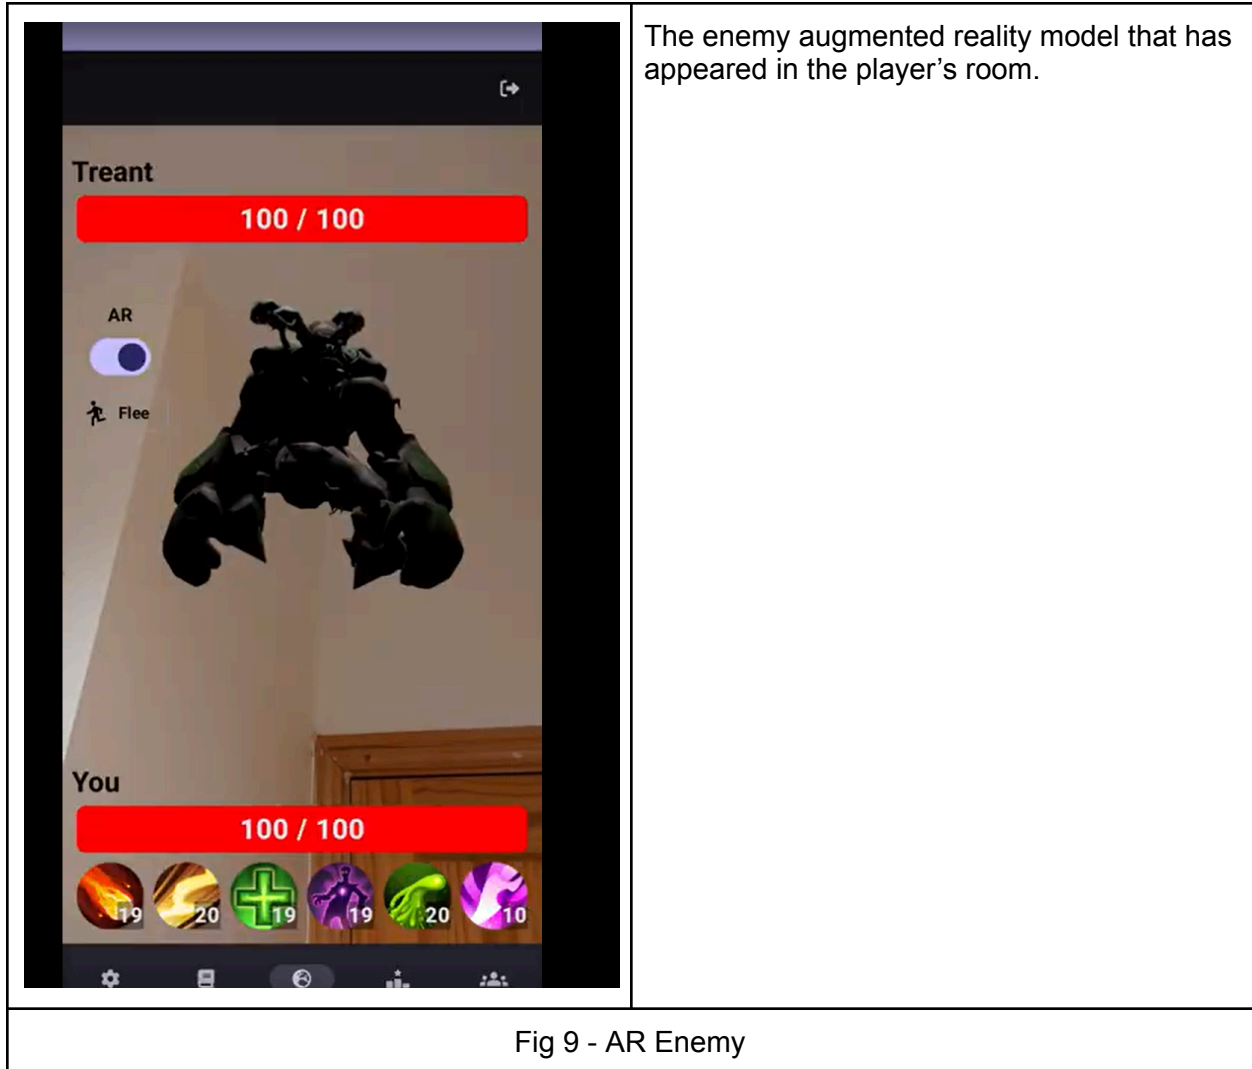 The enemy augmented reality model that has
appeared in the player's room.
Treant
100 / 100
AR
Flee
You
100 / 100
19
20
19
19
20
10
Fig 9 - AR Enemy